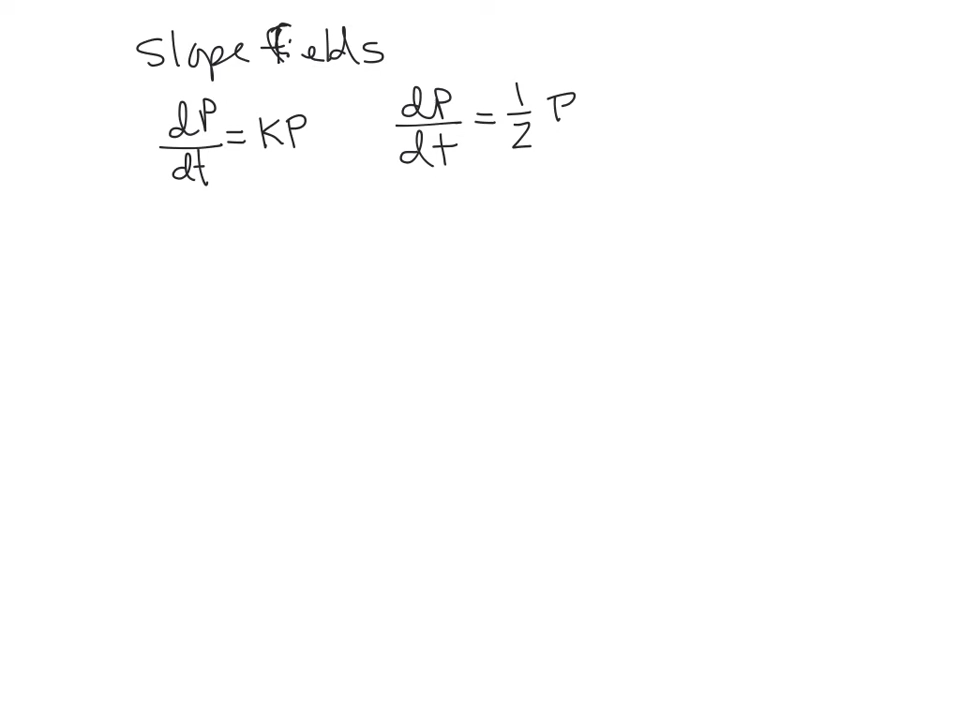 Slope fields
dP/dt = KP    dP/dt = 1/2 P